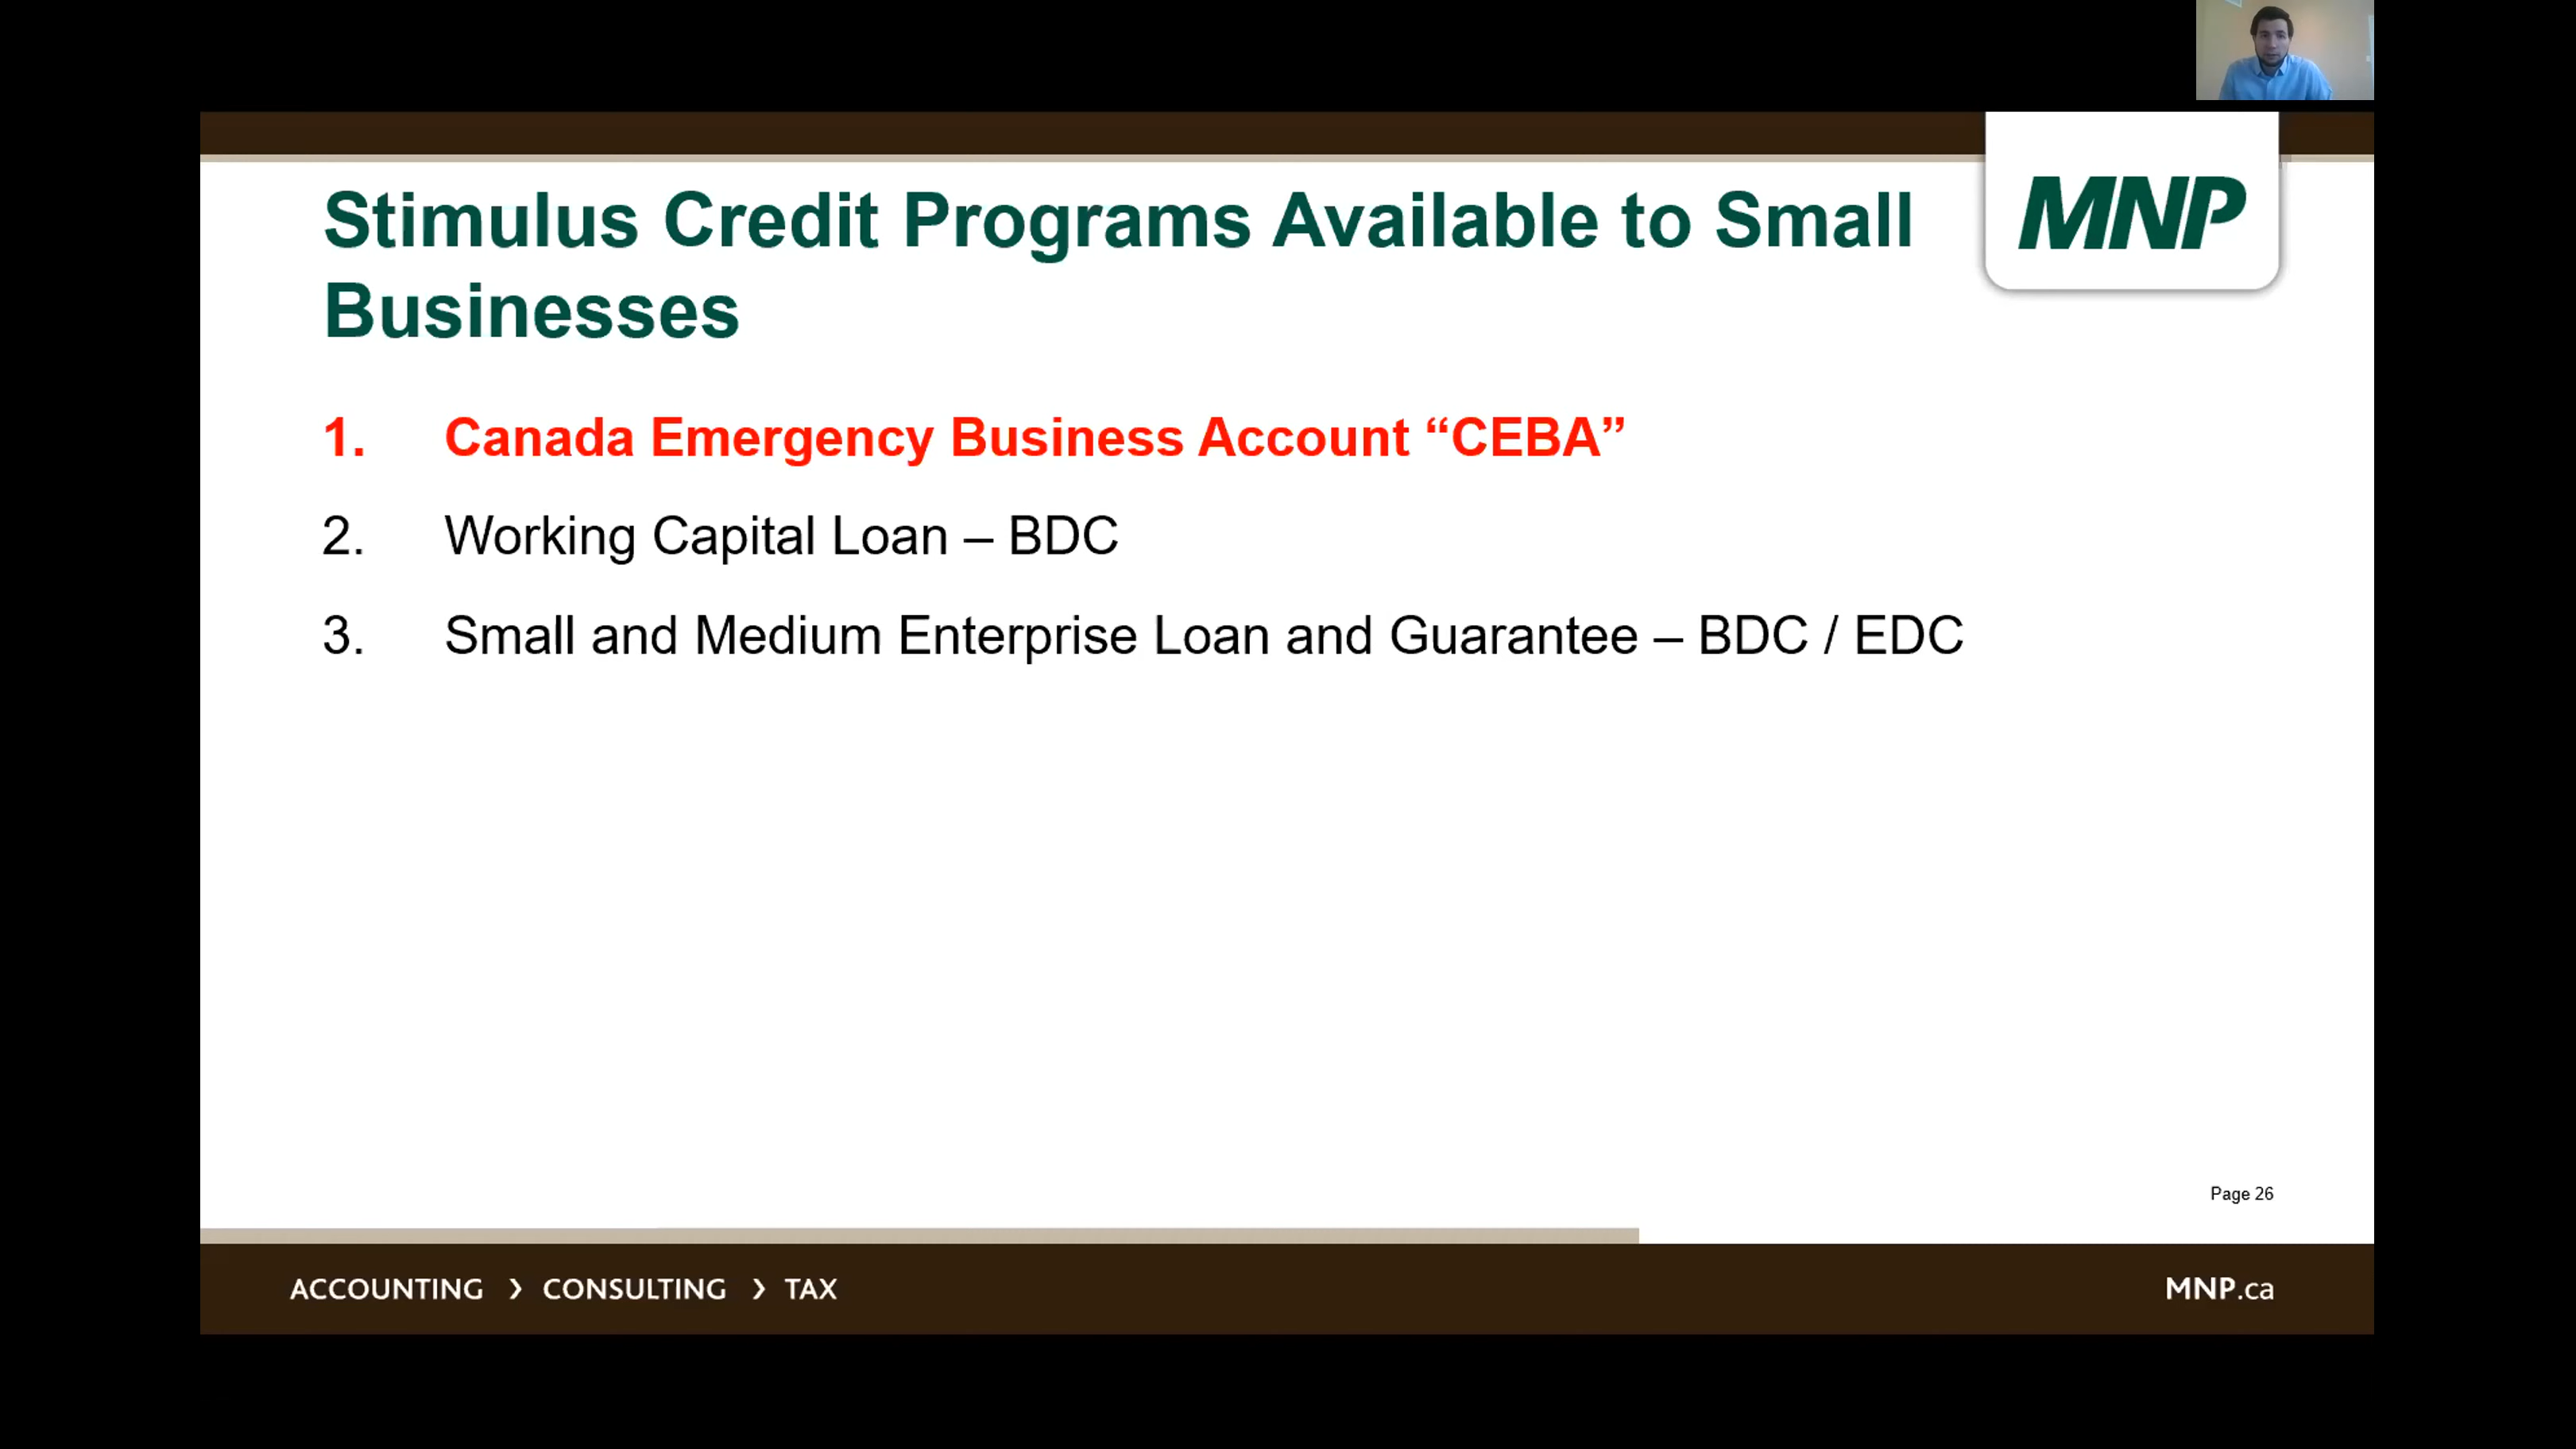 MNP
Stimulus Credit Programs Available to Small
Businesses
1. Canada Emergency Business Account “CEBA”
2. Working Capital Loan – BDC
3. Small and Medium Enterprise Loan and Guarantee – BDC / EDC
Page 26
ACCOUNTING › CONSULTING › TAX
MNP.ca